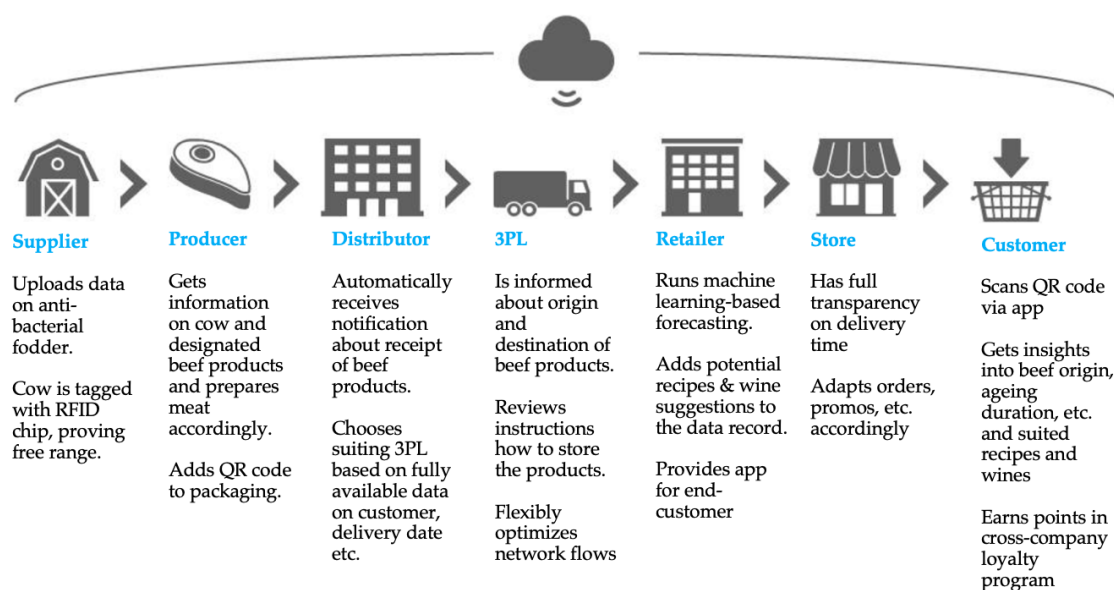 Supplier
Uploads data
on anti-
bacterial
fodder.
Cow is tagged
with RFID
chip, proving
free range.
Producer
Gets
information
on cow and
designated
beef products
and prepares
meat
accordingly.
Adds QR code
to packaging.
Distributor
Automatically
receives
notification
about receipt
of beef
products.
Chooses
suiting 3PL
based on fully
available data
on customer,
delivery date
etc.
3PL
Is informed
about origin
and
destination of
beef products.
Reviews
instructions
how to store
the products.
Flexibly
optimizes
network flows
Retailer
Runs machine
learning-based
forecasting.
Adds potential
recipes & wine
suggestions to
the data record.
Provides app
for end-
customer
Store
Has full
transparency
on delivery
time
Adapts orders,
promos, etc.
accordingly
Customer
Scans QR code
via app
Gets insights
into beef origin,
ageing
duration, etc.
and suited
recipes and
wines
Earns points in
cross-company
loyalty
program